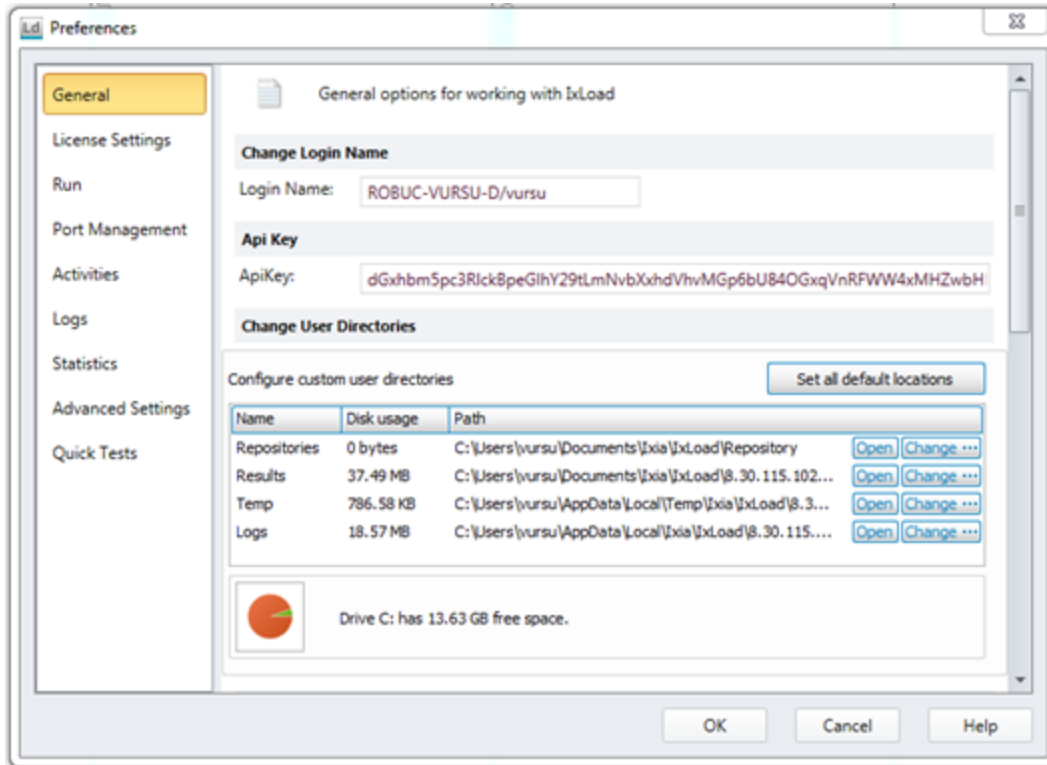 Ld Preferences
General
License Settings
Run
Port Management
Activities
Logs
Statistics
Advanced Settings
Quick Tests
General options for working with IxLoad
Change Login Name
Login Name: ROBUC-VURSU-D/vursu
Api Key
ApiKey: dGxhbm5pc3RlckBpeGlhY29tLmNvbXxhdVhvMGp6bU84OGxqVnRFWW4xMHZwbH
Change User Directories
Configure custom user directories Set all default locations
Name Disk usage Path
Repositories 0 bytes C:\Users\vursu\Documents\Ixia\IxLoad\Repository Open Change ...
Results 37.49 MB C:\Users\vursu\Documents\Ixia\IxLoad\8.30.115.102... Open Change ...
Temp 786.58 KB C:\Users\vursu\AppData\Local\Temp\Ixia\IxLoad\8.3... Open Change ...
Logs 18.57 MB C:\Users\vursu\AppData\Local\Ixia\IxLoad\8.30.115.... Open Change ...
Drive C: has 13.63 GB free space.
OK Cancel Help